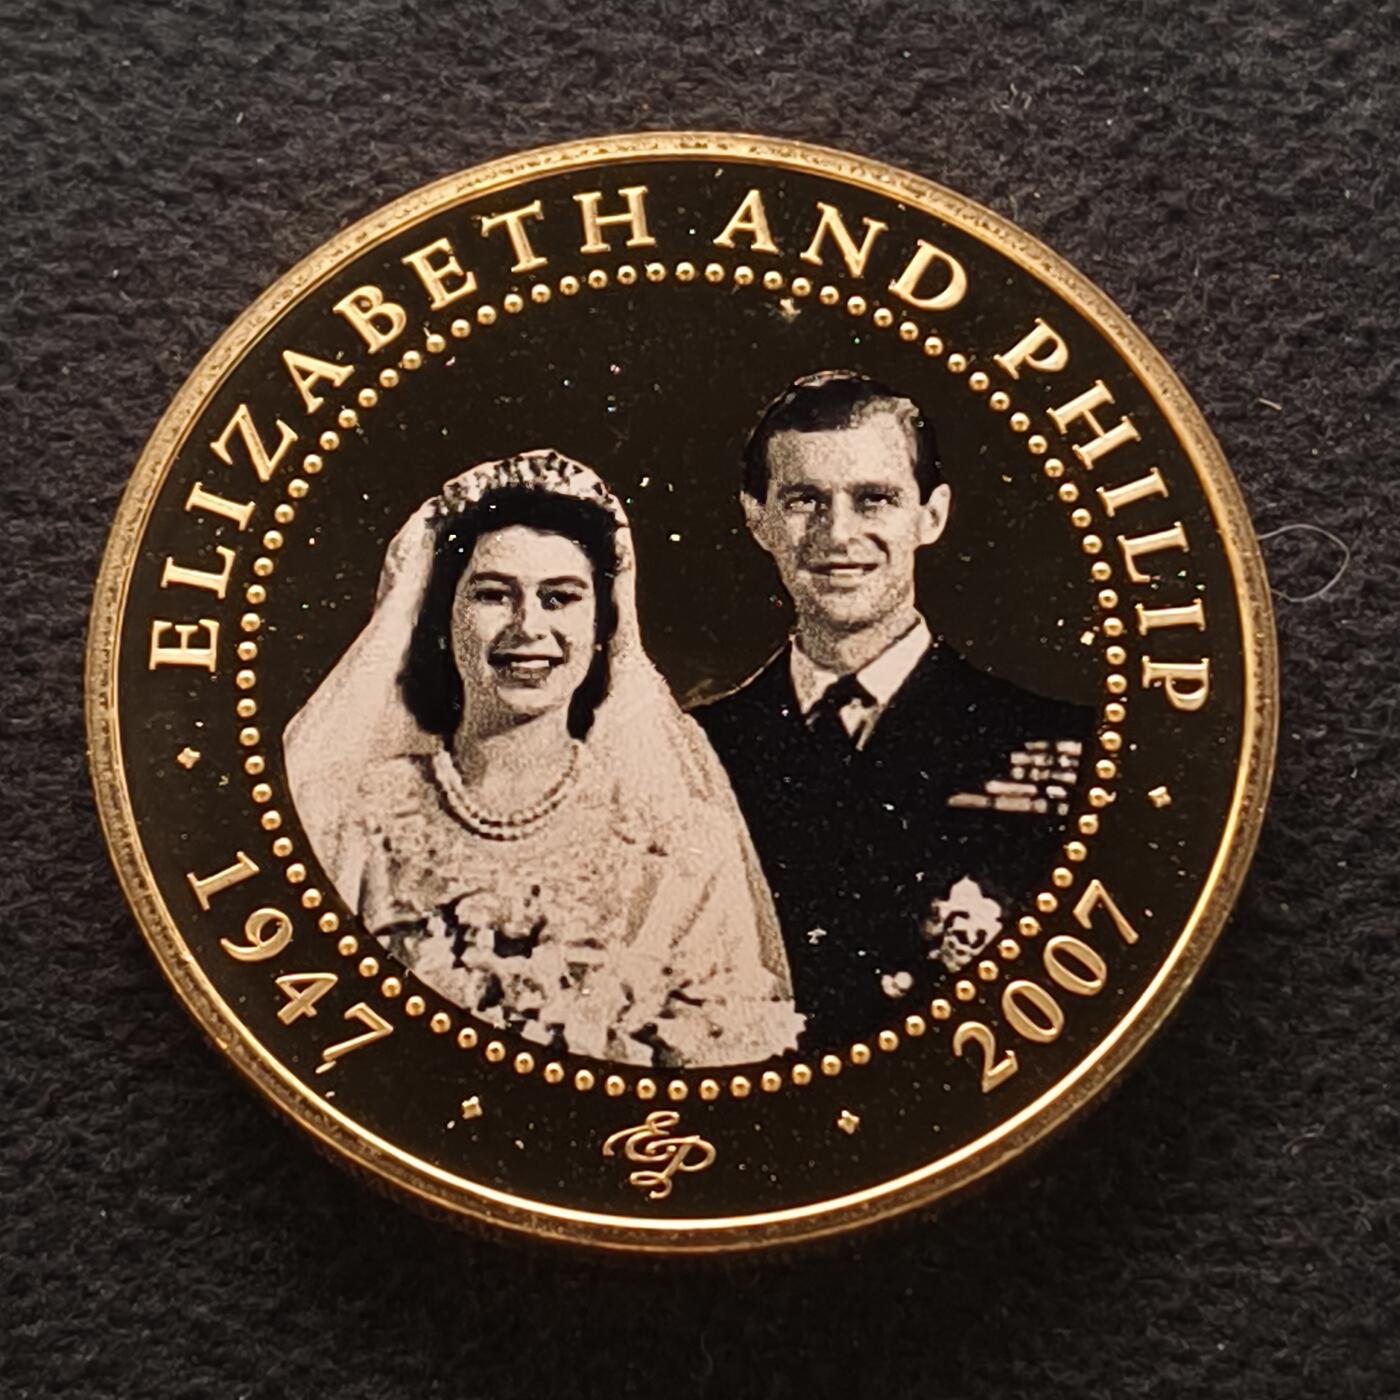 ELIZABETH AND PHILIP
1947
2007
EP